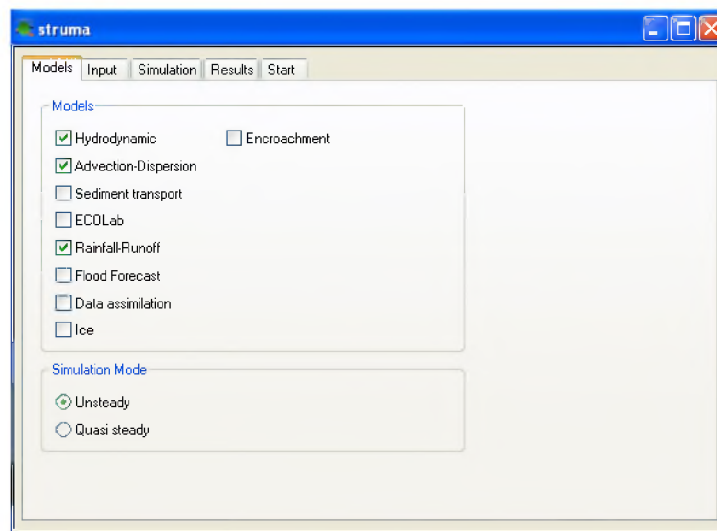 struma
Models Input Simulation Results Start
Models
Hydrodynamic Encroachment
Advection-Dispersion
Sediment transport
ECOLab
Rainfall-Runoff
Flood Forecast
Data assimilation
Ice
Simulation Mode
Unsteady
Quasi steady